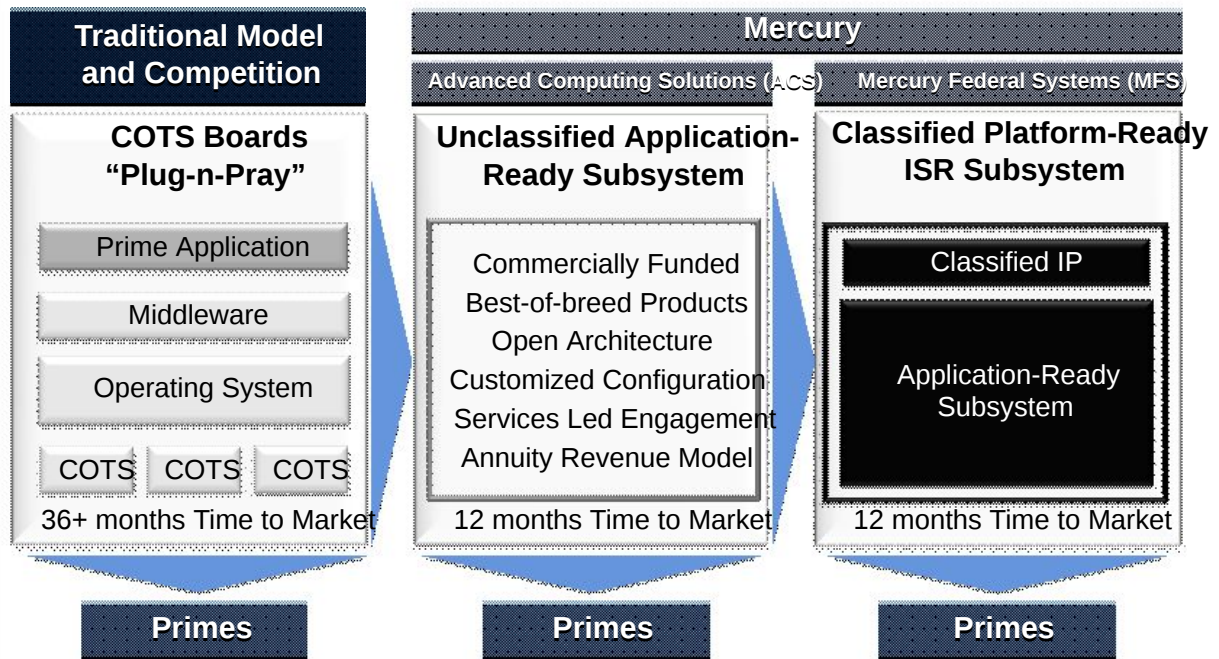 Traditional Model
and Competition
Mercury
Advanced Computing Solutions (ACS)
Mercury Federal Systems (MFS)
COTS Boards
“Plug-n-Pray”
Prime Application
Middleware
Operating System
COTS
COTS
COTS
36+ months Time to Market
Unclassified Application-
Ready Subsystem
Commercially Funded
Best-of-breed Products
Open Architecture
Customized Configuration
Services Led Engagement
Annuity Revenue Model
12 months Time to Market
Classified Platform-Ready
ISR Subsystem
Classified IP
Application-Ready
Subsystem
12 months Time to Market
Primes
Primes
Primes